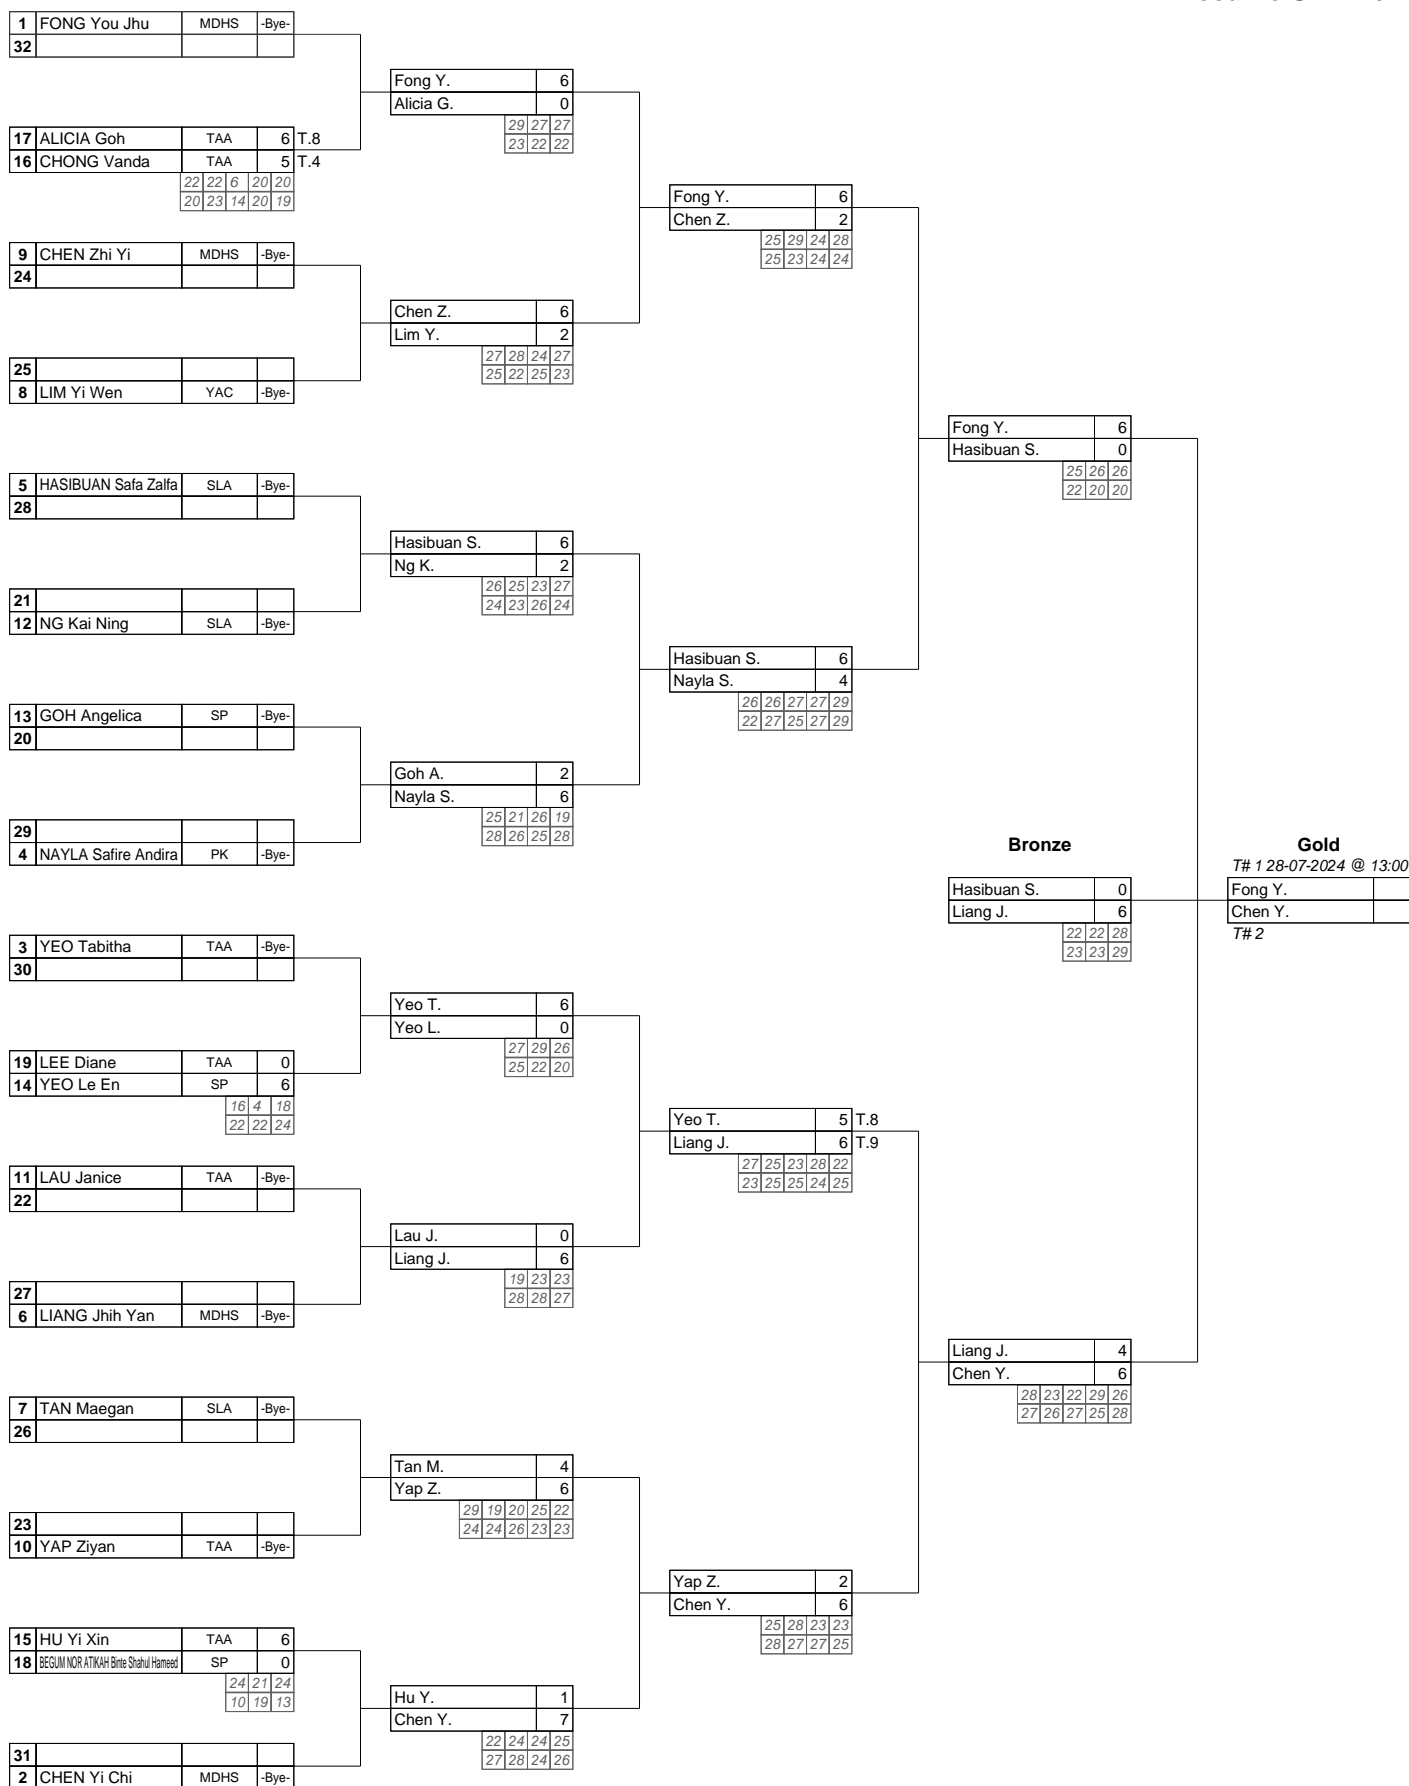 1 FONG You Jhu MDHS -Bye-
32
Fong Y. 6
Alicia G. 0
29 27 27
23 22 22
17 ALICIA Goh TAA 6 T.8
16 CHONG Vanda TAA 5 T.4
22 22 6 20 20
20 23 14 20 19
Fong Y. 6
Chen Z. 2
25 29 24 28
25 23 24 24
9 CHEN Zhi Yi MDHS -Bye-
24
Chen Z. 6
Lim Y. 2
27 28 24 27
25 22 25 23
25
8 LIM Yi Wen YAC -Bye-
Fong Y. 6
Hasibuan S. 0
25 26 26
22 20 20
5 HASIBUAN Safa Zalfa SLA -Bye-
28
Hasibuan S. 6
Ng K. 2
26 25 23 27
24 23 26 24
21
12 NG Kai Ning SLA -Bye-
Hasibuan S. 6
Nayla S. 4
26 26 27 27 29
22 27 25 27 29
13 GOH Angelica SP -Bye-
20
Goh A. 2
Nayla S. 6
25 21 26 19
28 26 25 28
29
4 NAYLA Safire Andira PK -Bye-
Bronze Gold
T# 1 28-07-2024 @ 13:00
Hasibuan S. 0 Fong Y.
Liang J. 6 Chen Y.
22 22 28 T# 2
23 23 29
3 YEO Tabitha TAA -Bye-
30
Yeo T. 6
Yeo L. 0
27 29 26
25 22 20
19 LEE Diane TAA 0
14 YEO Le En SP 6
16 4 18
22 22 24
Yeo T. 5 T.8
Liang J. 6 T.9
27 25 23 28 22
23 25 25 24 25
11 LAU Janice TAA -Bye-
22
Lau J. 0
Liang J. 6
19 23 23
28 28 27
27
6 LIANG Jhih Yan MDHS -Bye-
Liang J. 4
Chen Y. 6
28 23 22 29 26
27 26 27 25 28
7 TAN Maegan SLA -Bye-
26
Tan M. 4
Yap Z. 6
29 19 20 25 22
24 24 26 23 23
23
10 YAP Ziyan TAA -Bye-
Yap Z. 2
Chen Y. 6
25 28 23 23
28 27 27 25
15 HU Yi Xin TAA 6
18 BEGUM NOR ATIKAH Binte Shahul Hameed SP 0
24 21 24
10 19 13
Hu Y. 1
Chen Y. 7
22 24 24 25
27 28 24 26
31
2 CHEN Yi Chi MDHS -Bye-